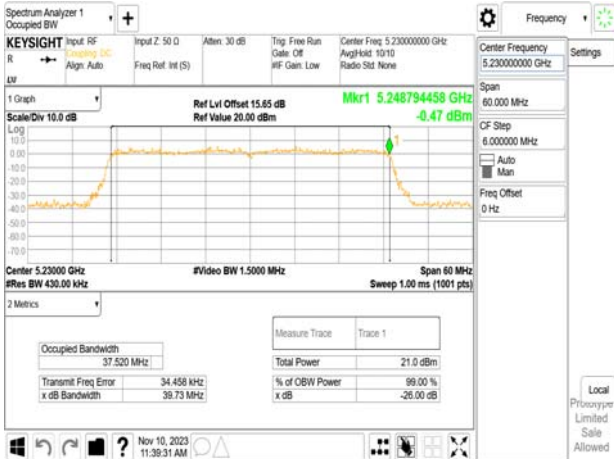 Spectrum Analyzer 1
Occupied BW
+
Frequency
KEYSIGHT
R
LXI
Input: RF
Coupling: DC
Align: Auto
Input Z: 50 Ω
Freq Ref: Int (S)
Atten: 30 dB
Trig: Free Run
Gate: Off
#IF Gain: Low
Center Freq: 5.230000000 GHz
Avg|Hold: 10/10
Radio Std: None
Center Frequency
5.230000000 GHz
Settings
Span
60.000 MHz
CF Step
6.000000 MHz
Auto
Man
Freq Offset
0 Hz
1 Graph
Scale/Div 10.0 dB
Ref Lvl Offset 15.65 dB
Ref Value 20.00 dBm
Mkr1 5.248794458 GHz
-0.47 dBm
Log
10.0
0.00
-10.0
-20.0
-30.0
-40.0
-50.0
-60.0
-70.0
1
Center 5.23000 GHz
#Res BW 430.00 kHz
#Video BW 1.5000 MHz
Span 60 MHz
Sweep 1.00 ms (1001 pts)
2 Metrics
Measure Trace Trace 1
Occupied Bandwidth
37.520 MHz
Total Power 21.0 dBm
Transmit Freq Error 34.458 kHz
% of OBW Power 99.00 %
x dB Bandwidth 39.73 MHz
x dB -26.00 dB
Local
Prototype
Limited
Sale
Allowed
?
Nov 10, 2023
11:39:31 AM